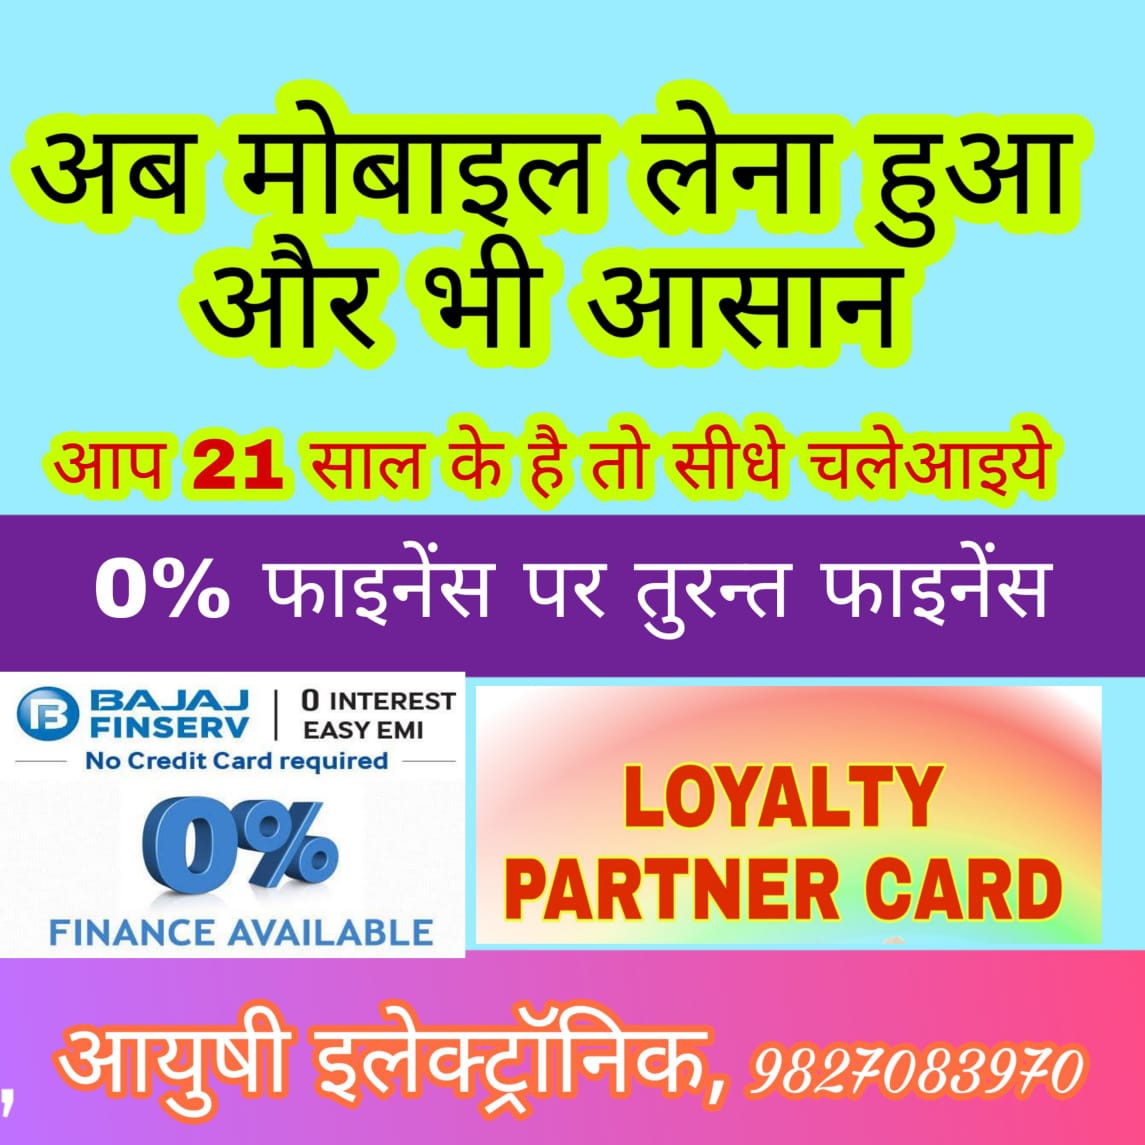 अब मोबाइल लेना हुआ
और भी आसान
आप 21 साल के है तो सीधे चलेआइये
0% फाइनेंस पर तुरन्त फाइनेंस
BAJAJ FINSERV
0 INTEREST
EASY EMI
No Credit Card required
0%
FINANCE AVAILABLE
LOYALTY
PARTNER CARD
, आयुषी इलेक्ट्रॉनिक, 9827083970